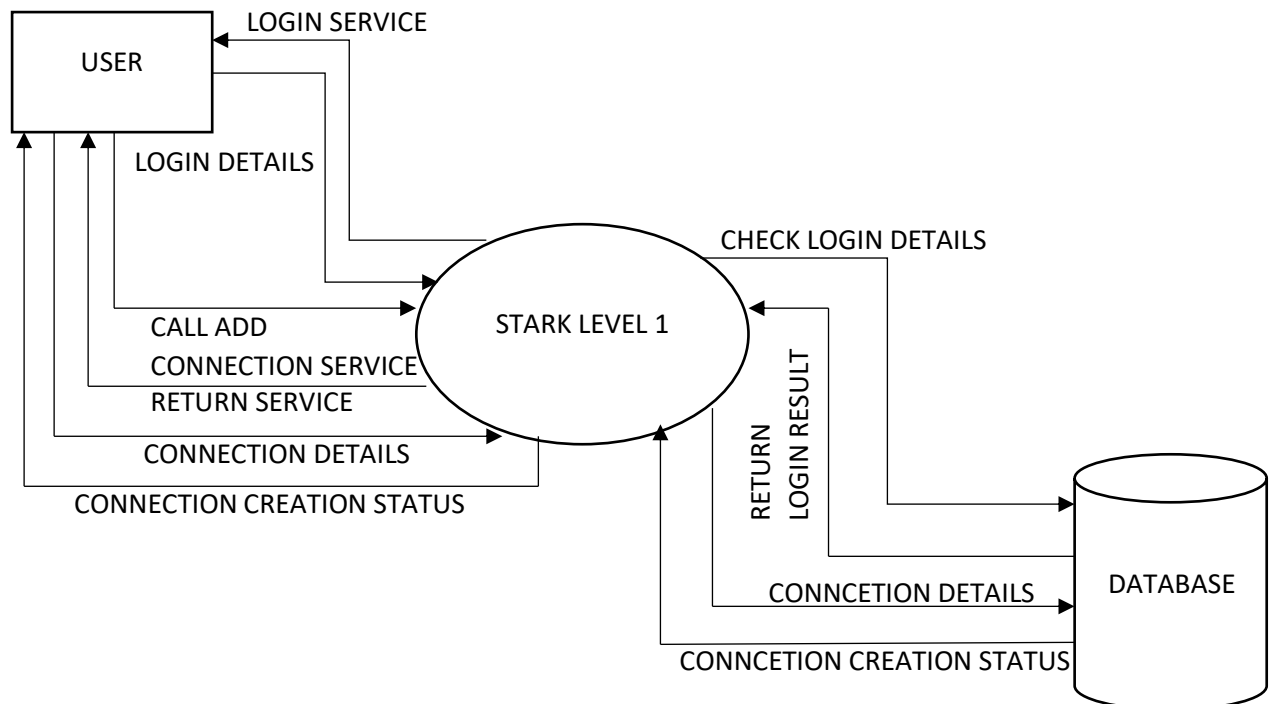 LOGIN SERVICE
USER
LOGIN DETAILS
CHECK LOGIN DETAILS
STARK LEVEL 1
CALL ADD
CONNECTION SERVICE
RETURN SERVICE
CONNECTION DETAILS
CONNECTION CREATION STATUS
RETURN
LOGIN RESULT
DATABASE
CONNCETION DETAILS
CONNCETION CREATION STATUS